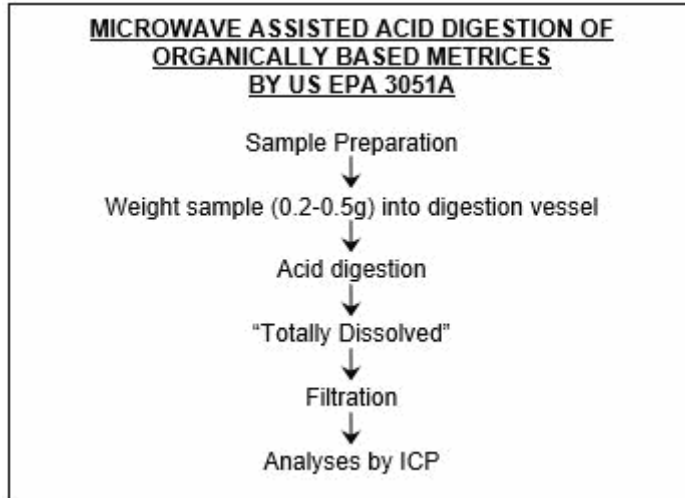 MICROWAVE ASSISTED ACID DIGESTION OF
ORGANICALLY BASED METRICES
BY US EPA 3051A
Sample Preparation
Weight sample (0.2-0.5g) into digestion vessel
Acid digestion
“Totally Dissolved”
Filtration
Analyses by ICP